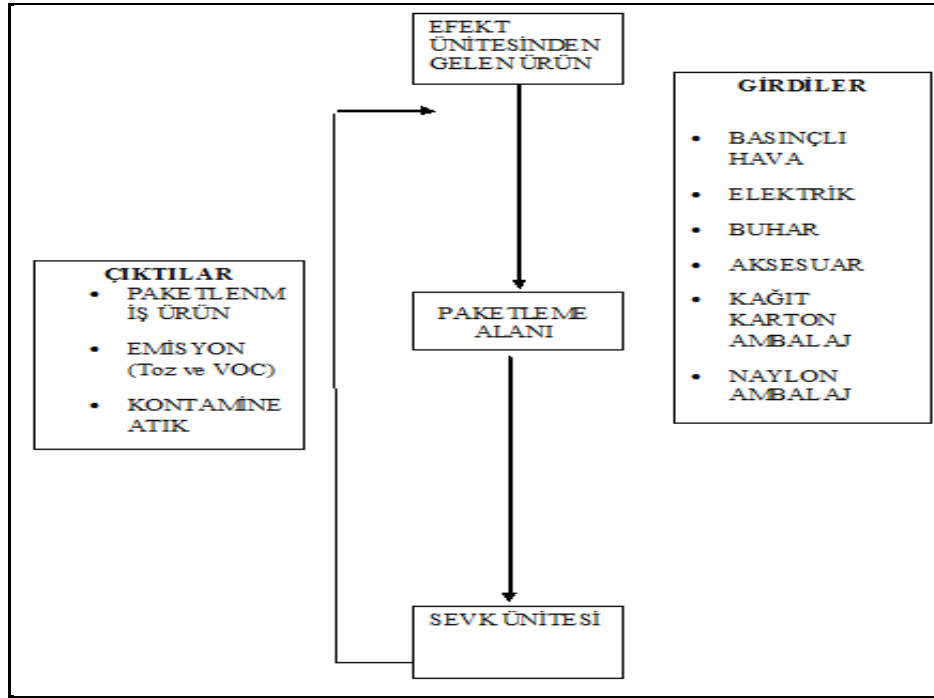 EFEKT
ÜNİTESİNDEN
GELEN ÜRÜN
GİRDİLER
• BASINÇLI
HAVA
• ELEKTRİK
• BUHAR
• AKSESUAR
• KAĞIT
KARTON
AMBALAJ
• NAYLON
AMBALAJ
ÇIKTILAR
• PAKETLENM
İŞ ÜRÜN
• EMİSYON
(Toz ve VOC)
• KONTAMİNE
ATIK
PAKETLEME
ALANI
SEVK ÜNİTESİ